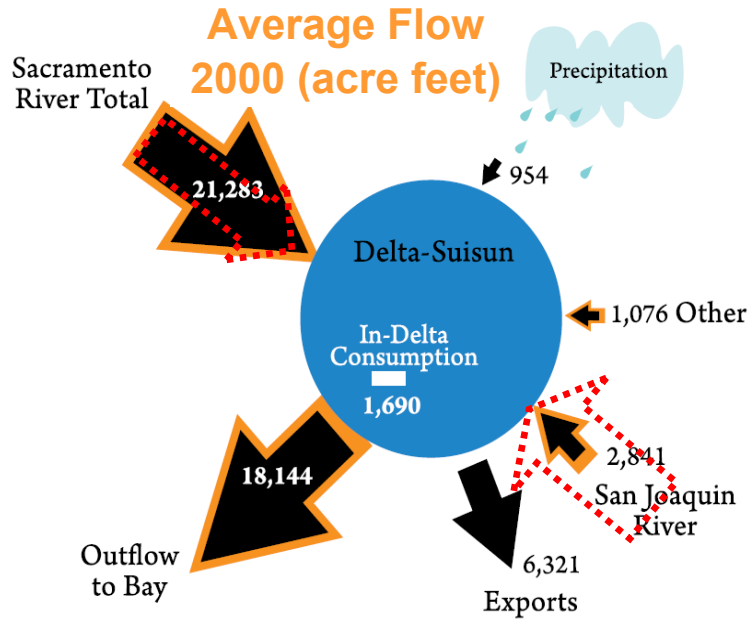 Average Flow
2000 (acre feet)
Sacramento
River Total
Precipitation
21,283
954
Delta-Suisun
1,076 Other
In-Delta
Consumption
1,690
18,144
2,841
San Joaquin
River
Outflow
to Bay
6,321
Exports